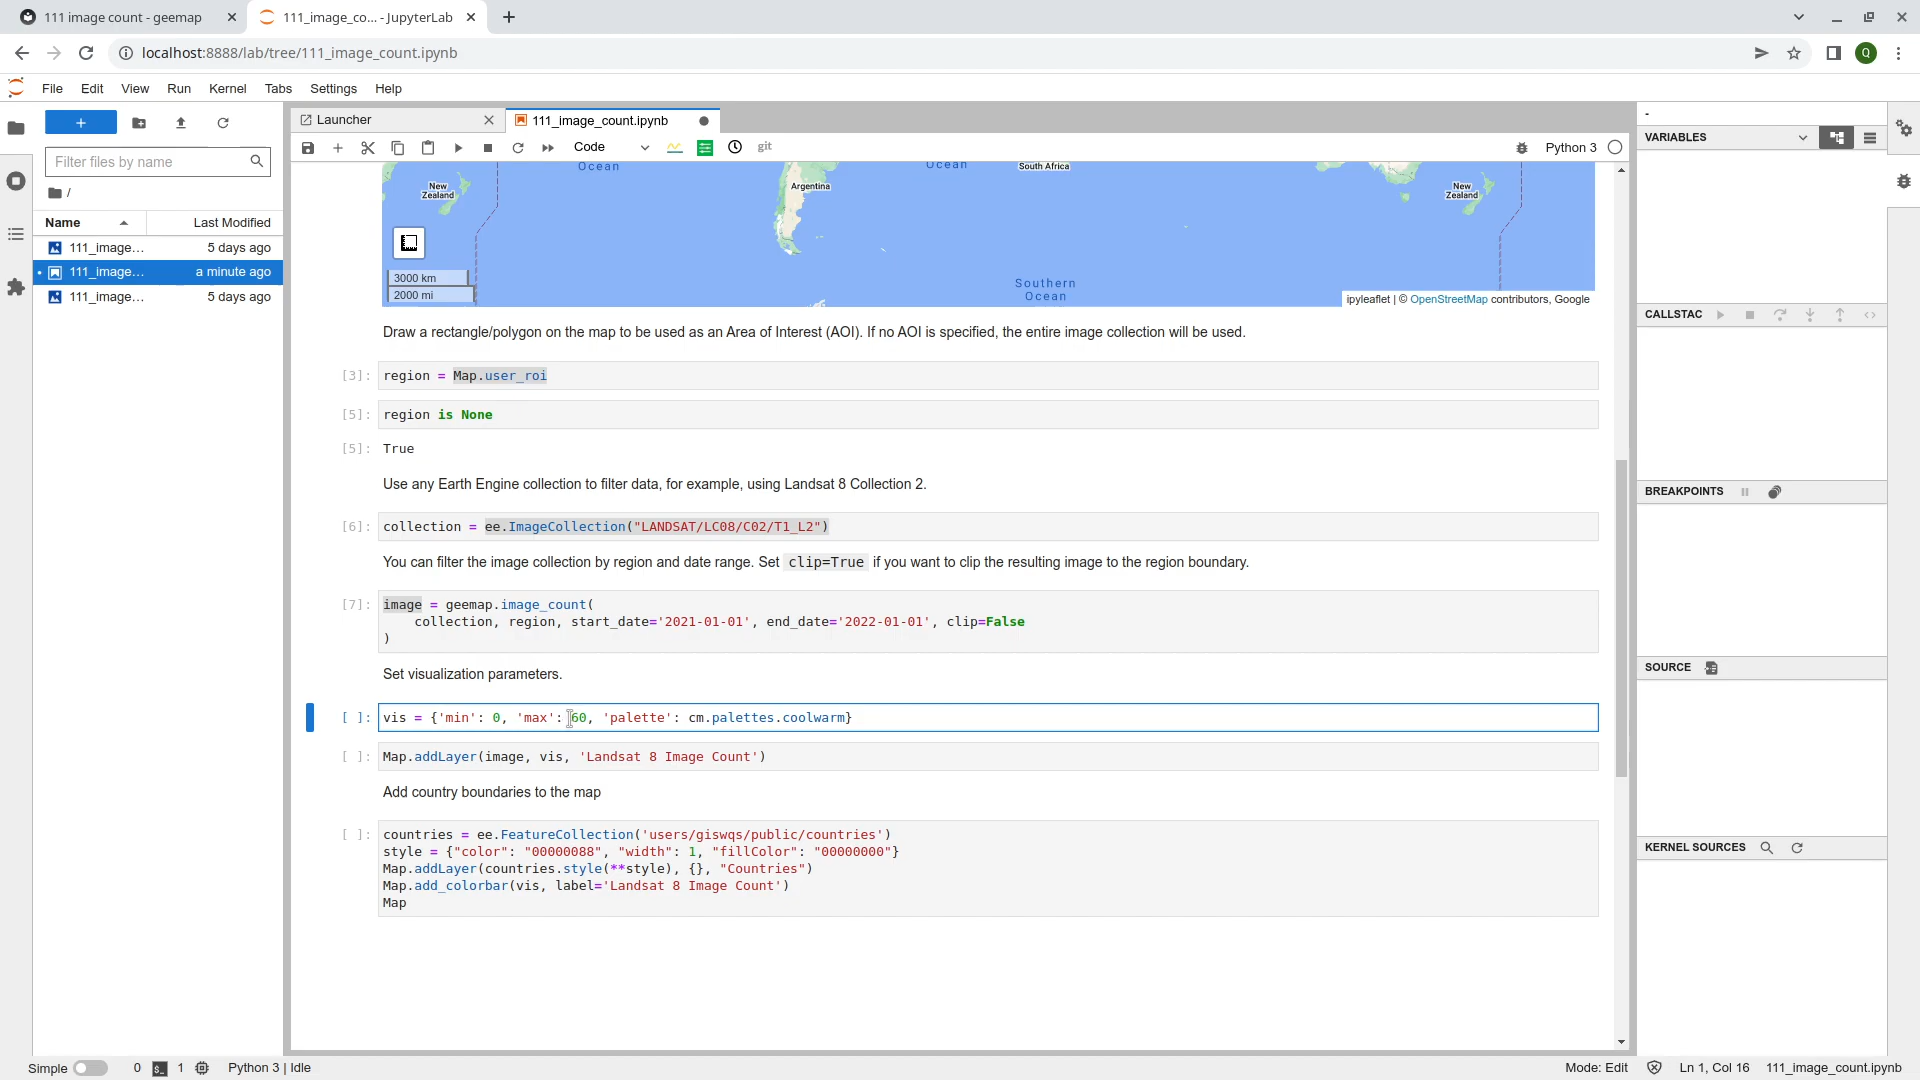 111 image count - geemap
111_image_co... - JupyterLab
localhost:8888/lab/tree/111_image_count.ipynb
Q
File Edit View Run Kernel Tabs Settings Help
Filter files by name
/
Name Last Modified
111_image... 5 days ago
111_image... a minute ago
111_image... 5 days ago
Launcher
111_image_count.ipynb
Code
git
Python 3
Ocean
Ocean
South Africa
New
Zealand
Argentina
New
Zealand
3000 km
2000 mi
Southern
Ocean
ipyleaflet | © OpenStreetMap contributors, Google
Draw a rectangle/polygon on the map to be used as an Area of Interest (AOI). If no AOI is specified, the entire image collection will be used.
[3]: region = Map.user_roi
[5]: region is None
[5]: True
Use any Earth Engine collection to filter data, for example, using Landsat 8 Collection 2.
[6]: collection = ee.ImageCollection("LANDSAT/LC08/C02/T1_L2")
You can filter the image collection by region and date range. Set clip=True if you want to clip the resulting image to the region boundary.
[7]: image = geemap.image_count(
collection, region, start_date='2021-01-01', end_date='2022-01-01', clip=False
)
Set visualization parameters.
[ ]: vis = {'min': 0, 'max': 60, 'palette': cm.palettes.coolwarm}
[ ]: Map.addLayer(image, vis, 'Landsat 8 Image Count')
Add country boundaries to the map
[ ]: countries = ee.FeatureCollection('users/giswqs/public/countries')
style = {"color": "00000088", "width": 1, "fillColor": "00000000"}
Map.addLayer(countries.style(**style), {}, "Countries")
Map.add_colorbar(vis, label='Landsat 8 Image Count')
Map
-
VARIABLES
CALLSTAC
BREAKPOINTS
SOURCE
KERNEL SOURCES
Simple 0 1 Python 3 | Idle
Mode: Edit Ln 1, Col 16 111_image_count.ipynb